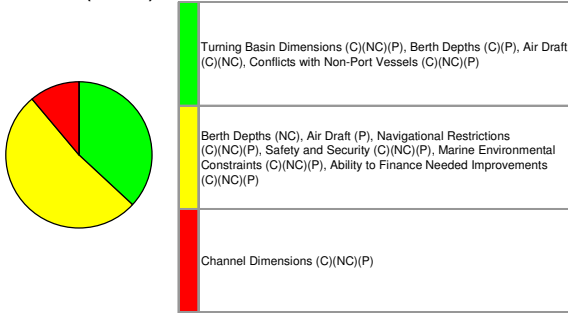 Turning Basin Dimensions (C)(NC)(P), Berth Depths (C)(P), Air Draft
(C)(NC), Conflicts with Non-Port Vessels (C)(NC)(P)
Berth Depths (NC), Air Draft (P), Navigational Restrictions
(C)(NC)(P), Safety and Security (C)(NC)(P), Marine Environmental
Constraints (C)(NC)(P), Ability to Finance Needed Improvements
(C)(NC)(P)
Channel Dimensions (C)(NC)(P)